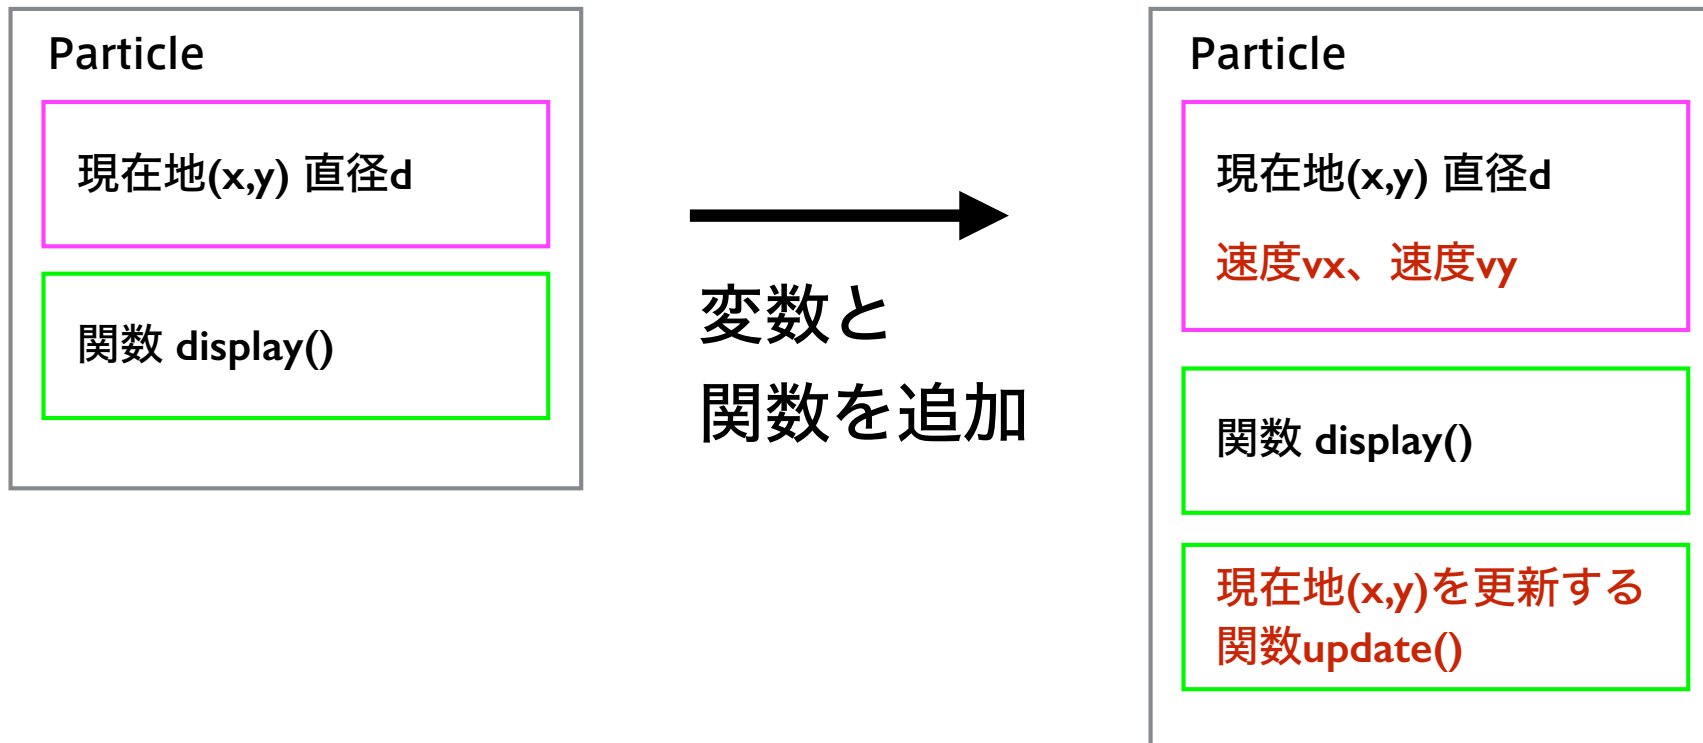 Particle
現在地(x,y) 直径d
関数 display()
変数と
関数を追加
Particle
現在地(x,y) 直径d
速度vx、速度vy
関数 display()
現在地(x,y)を更新する
関数update()